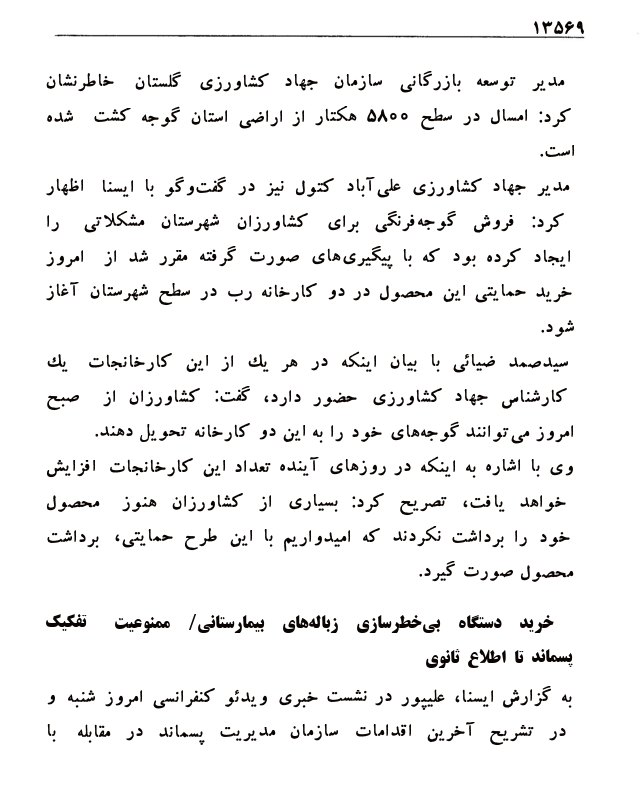 ۱۳۵۶۹
مدیر توسعه بازرگانی سازمان جهاد کشاورزی گلستان خاطرنشان
کرد: امسال در سطح ۵۸۰۰ هکتار از اراضی استان گوجه کشت شده
است.
مدیر جهاد کشاورزی علی‌آباد کتول نیز در گفت‌وگو با ایسنا اظهار
کرد: فروش گوجه‌فرنگی برای کشاورزان شهرستان مشکلاتی را
ایجاد کرده بود که با پیگیری‌های صورت گرفته مقرر شد از امروز
خرید حمایتی این محصول در دو کارخانه رب در سطح شهرستان آغاز
شود.
سیدصمد ضیائی با بیان اینکه در هر یك از این کارخانجات یك
کارشناس جهاد کشاورزی حضور دارد، گفت: کشاورزان از صبح
امروز می‌توانند گوجه‌های خود را به این دو کارخانه تحویل دهند.
وی با اشاره به اینکه در روزهای آینده تعداد این کارخانجات افزایش
خواهد یافت، تصریح کرد: بسیاری از کشاورزان هنوز محصول
خود را برداشت نکردند که امیدواریم با این طرح حمایتی، برداشت
محصول صورت گیرد.
خرید دستگاه بی‌خطرسازی زباله‌های بیمارستانی/ ممنوعیت تفکیک
پسماند تا اطلاع ثانوی
به گزارش ایسنا، علیپور در نشست خبری ویدئو کنفرانسی امروز شنبه و
در تشریح آخرین اقدامات سازمان مدیریت پسماند در مقابله با